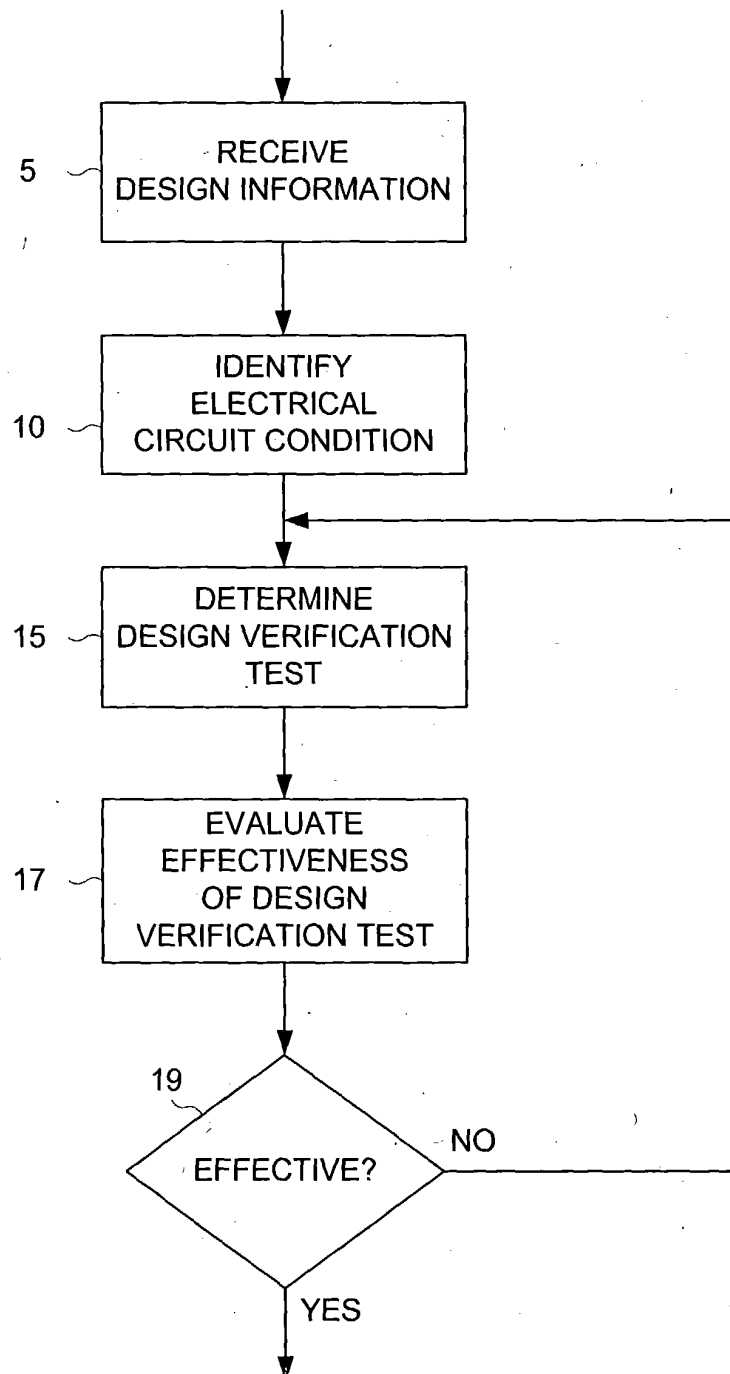 5
RECEIVE
DESIGN INFORMATION
10
IDENTIFY
ELECTRICAL
CIRCUIT CONDITION
15
DETERMINE
DESIGN VERIFICATION
TEST
17
EVALUATE
EFFECTIVENESS
OF DESIGN
VERIFICATION TEST
19
EFFECTIVE?
NO
YES